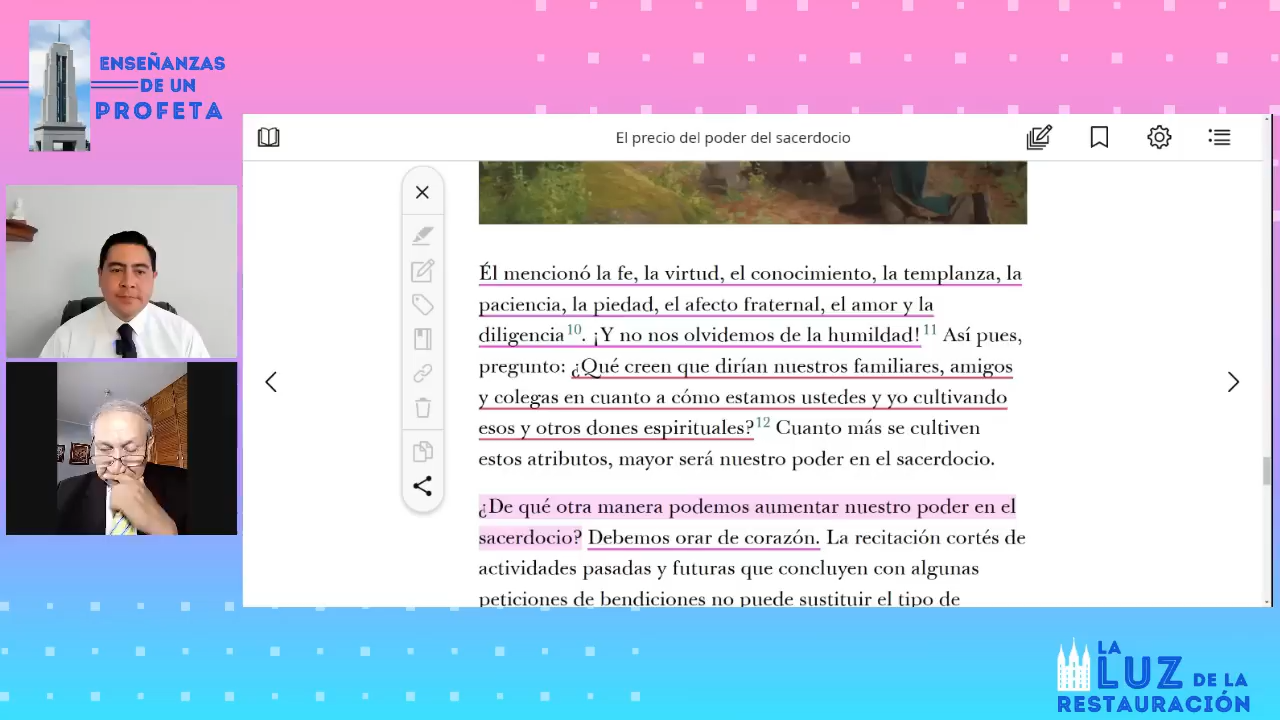 ENSEÑANZAS
DE UN
PROFETA
El precio del poder del sacerdocio
Él mencionó la fe, la virtud, el conocimiento, la templanza, la
paciencia, la piedad, el afecto fraternal, el amor y la
diligencia10. ¡Y no nos olvidemos de la humildad!11 Así pues,
pregunto: ¿Qué creen que dirían nuestros familiares, amigos
y colegas en cuanto a cómo estamos ustedes y yo cultivando
esos y otros dones espirituales?12 Cuanto más se cultiven
estos atributos, mayor será nuestro poder en el sacerdocio.
¿De qué otra manera podemos aumentar nuestro poder en el
sacerdocio? Debemos orar de corazón. La recitación cortés de
actividades pasadas y futuras que concluyen con algunas
peticiones de bendiciones no puede sustituir el tipo de
LA
LUZ DE LA
RESTAURACIÓN